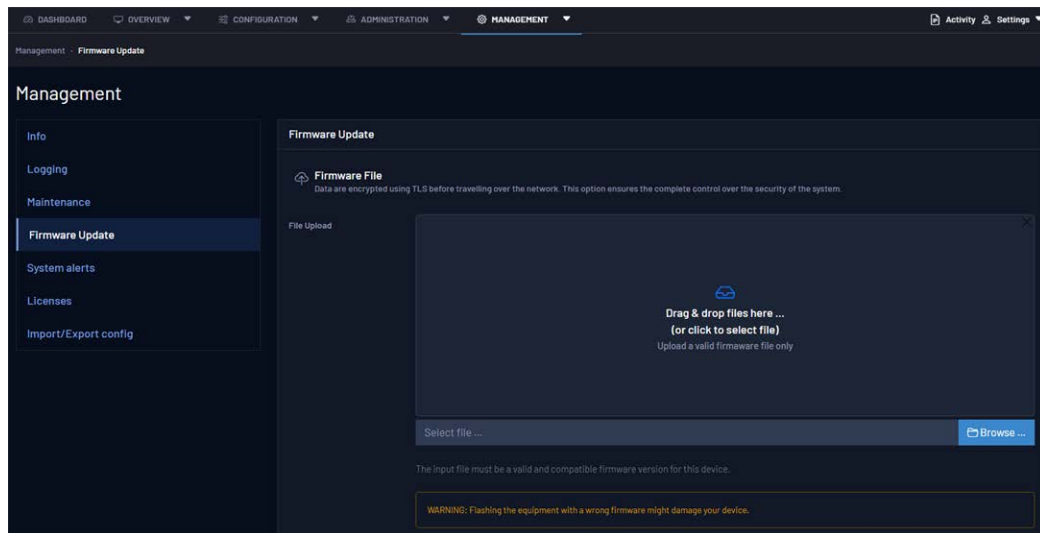 DASHBOARD OVERVIEW CONFIGURATION ADMINISTRATION MANAGEMENT Activity Settings
Management - Firmware Update
Management
Info
Logging
Maintenance
Firmware Update
System alerts
Licenses
Import/Export config
Firmware Update
Firmware File
Data are encrypted using TLS before travelling over the network. This option ensures the complete control over the security of the system.
File Upload
Drag & drop files here ...
(or click to select file)
Upload a valid firmaware file only
Select file ...
Browse ...
The input file must be a valid and compatible firmware version for this device.
WARNING: Flashing the equipment with a wrong firmware might damage your device.